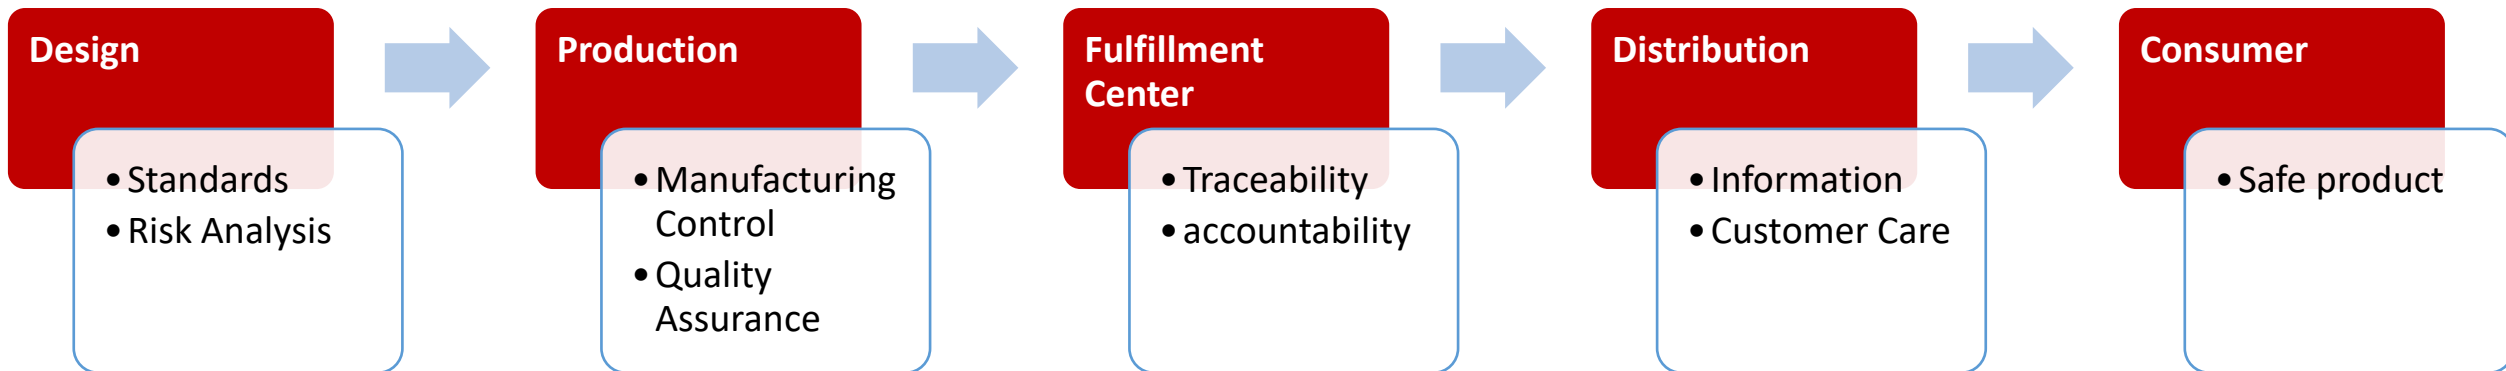 Design
• Standards
• Risk Analysis
Production
• Manufacturing
Control
• Quality
Assurance
Fulfillment
Center
• Traceability
• accountability
Distribution
• Information
• Customer Care
Consumer
• Safe product